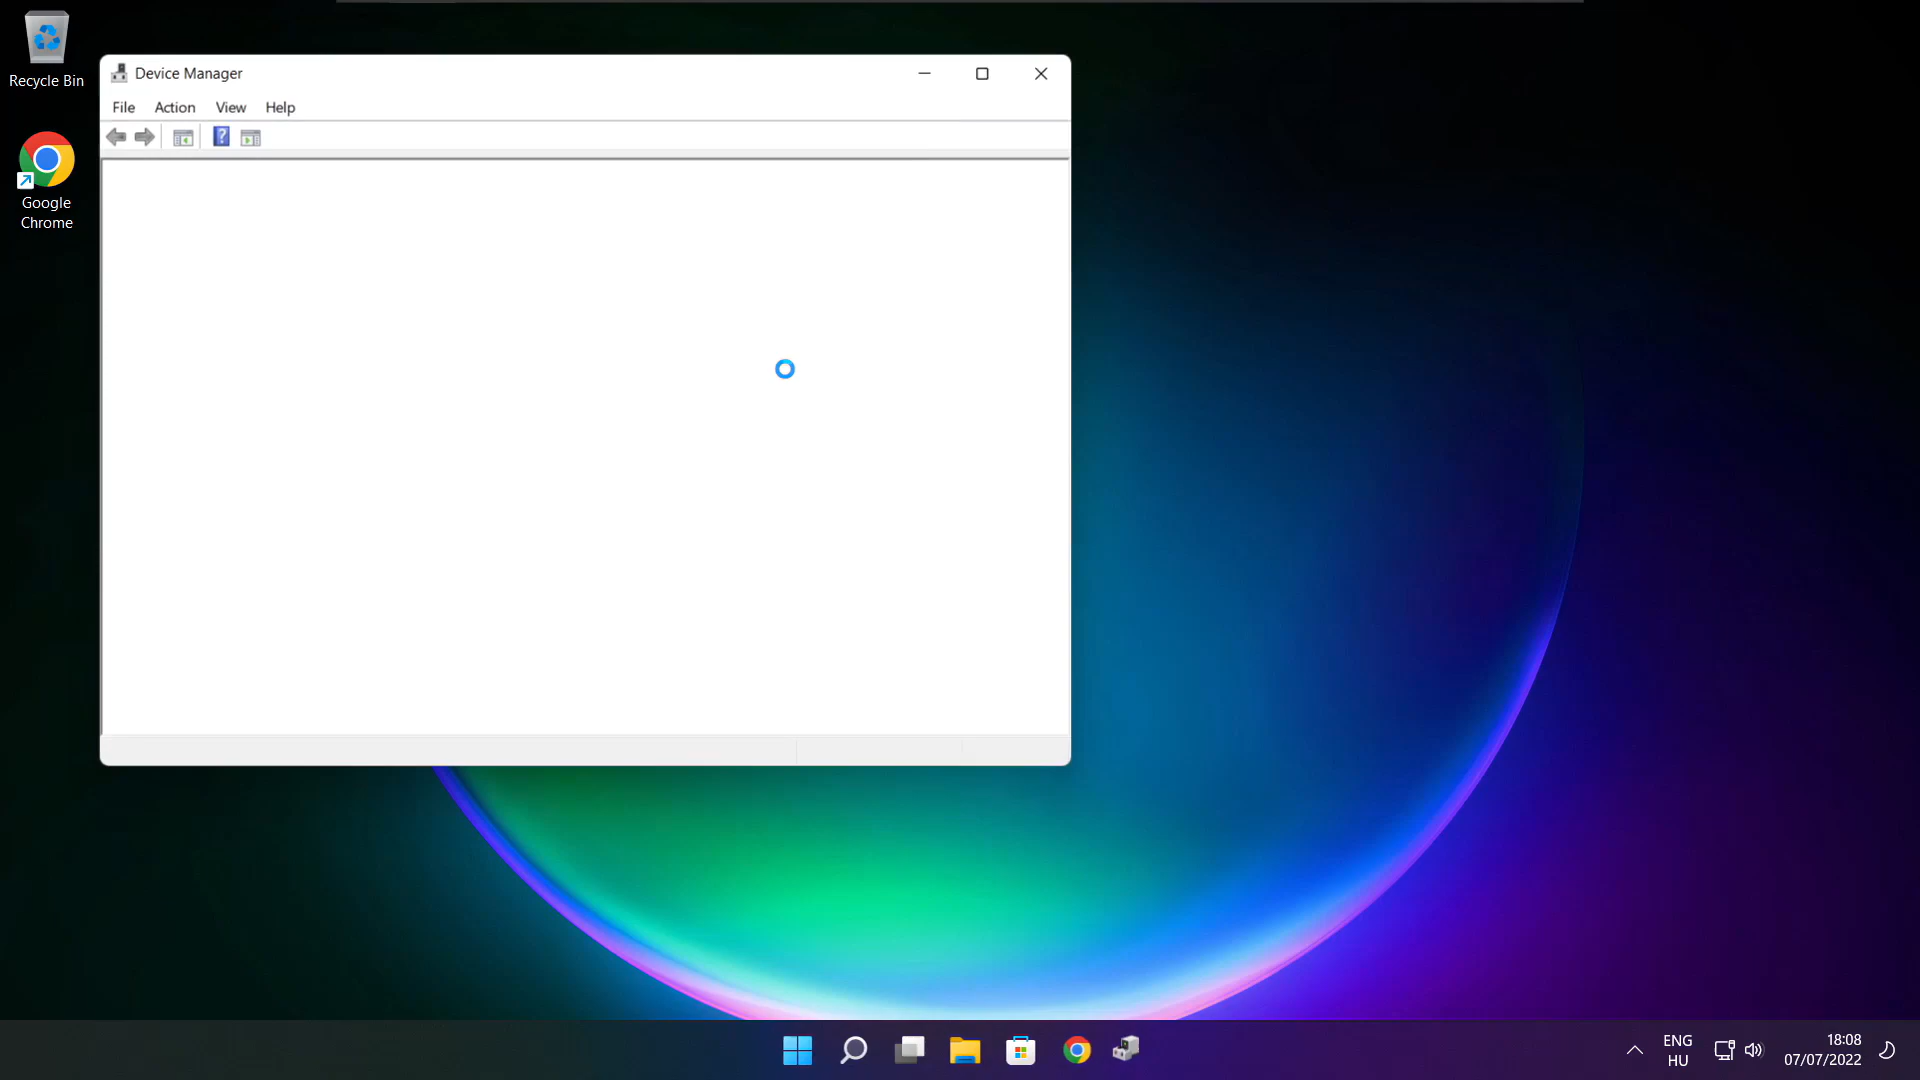 Recycle Bin
Google
Chrome
Device Manager
File Action View Help
?
ENG
HU
18:08
07/07/2022